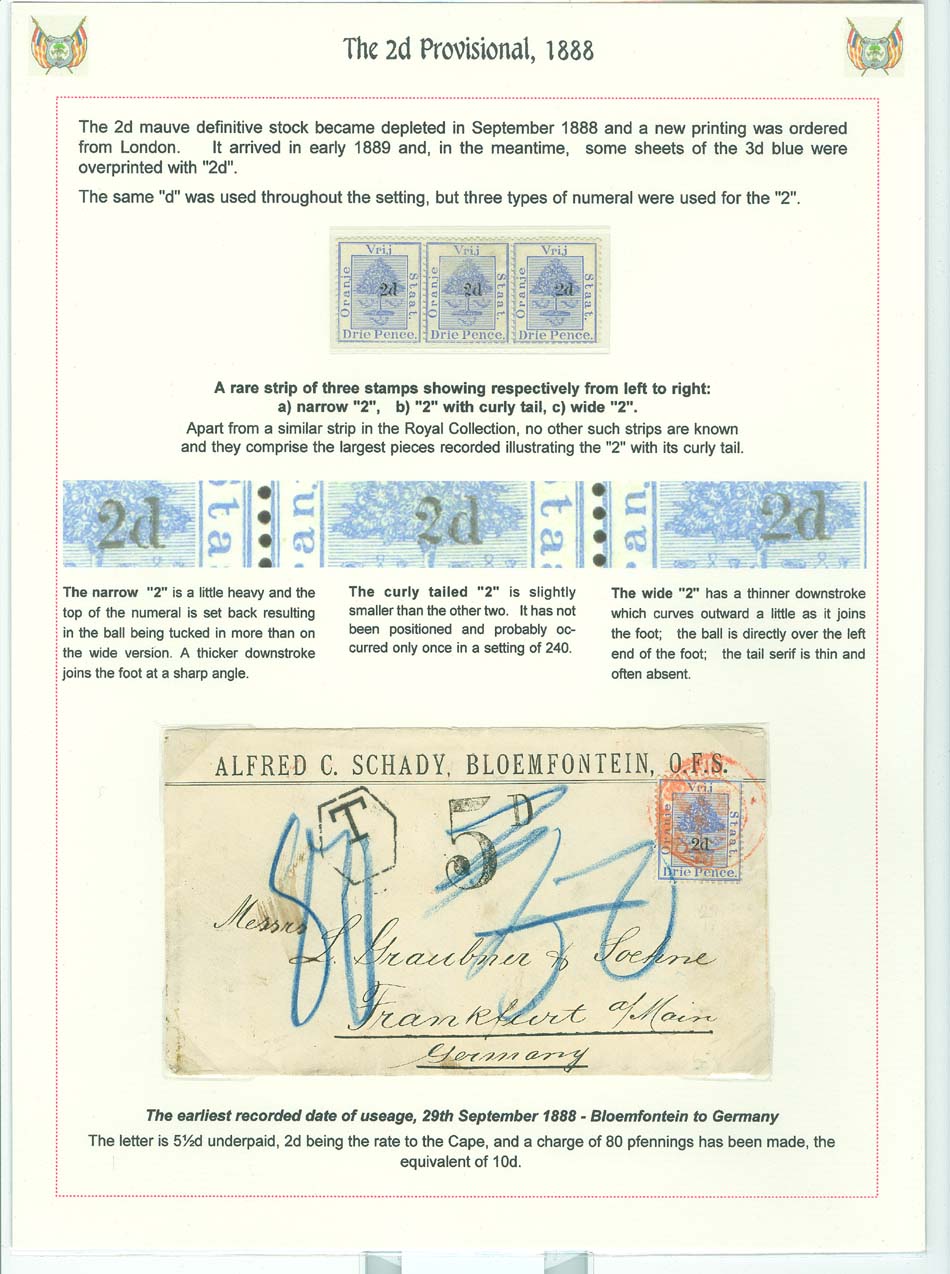 The 2d Provisional, 1888
The 2d mauve definitive stock became depleted in September 1888 and a new printing was ordered
from London. It arrived in early 1889 and, in the meantime, some sheets of the 3d blue were
overprinted with "2d".
The same "d" was used throughout the setting, but three types of numeral were used for the "2".
Vrij Vrij Vrij
Oranje 2d Staat. Oranje 2d Staat. Oranje 2d Staat.
Drie Pence. Drie Pence. Drie Pence.
A rare strip of three stamps showing respectively from left to right:
a) narrow "2", b) "2" with curly tail, c) wide "2".
Apart from a similar strip in the Royal Collection, no other such strips are known
and they comprise the largest pieces recorded illustrating the "2" with its curly tail.
2d 2d 2d
The narrow "2" is a little heavy and the
top of the numeral is set back resulting
in the ball being tucked in more than on
the wide version. A thicker downstroke
joins the foot at a sharp angle.
The curly tailed "2" is slightly
smaller than the other two. It has not
been positioned and probably oc-
curred only once in a setting of 240.
The wide "2" has a thinner downstroke
which curves outward a little as it joins
the foot; the ball is directly over the left
end of the foot; the tail serif is thin and
often absent.
ALFRED C. SCHADY, BLOEMFONTEIN, O.F.S.
T 5D
Vrij
Oranje 2d Staat.
Drie Pence.
80
Messrs
L. Graubner & Soehne
Frankfurt a/Main
Germany
The earliest recorded date of useage, 29th September 1888 - Bloemfontein to Germany
The letter is 5½d underpaid, 2d being the rate to the Cape, and a charge of 80 pfennings has been made, the
equivalent of 10d.